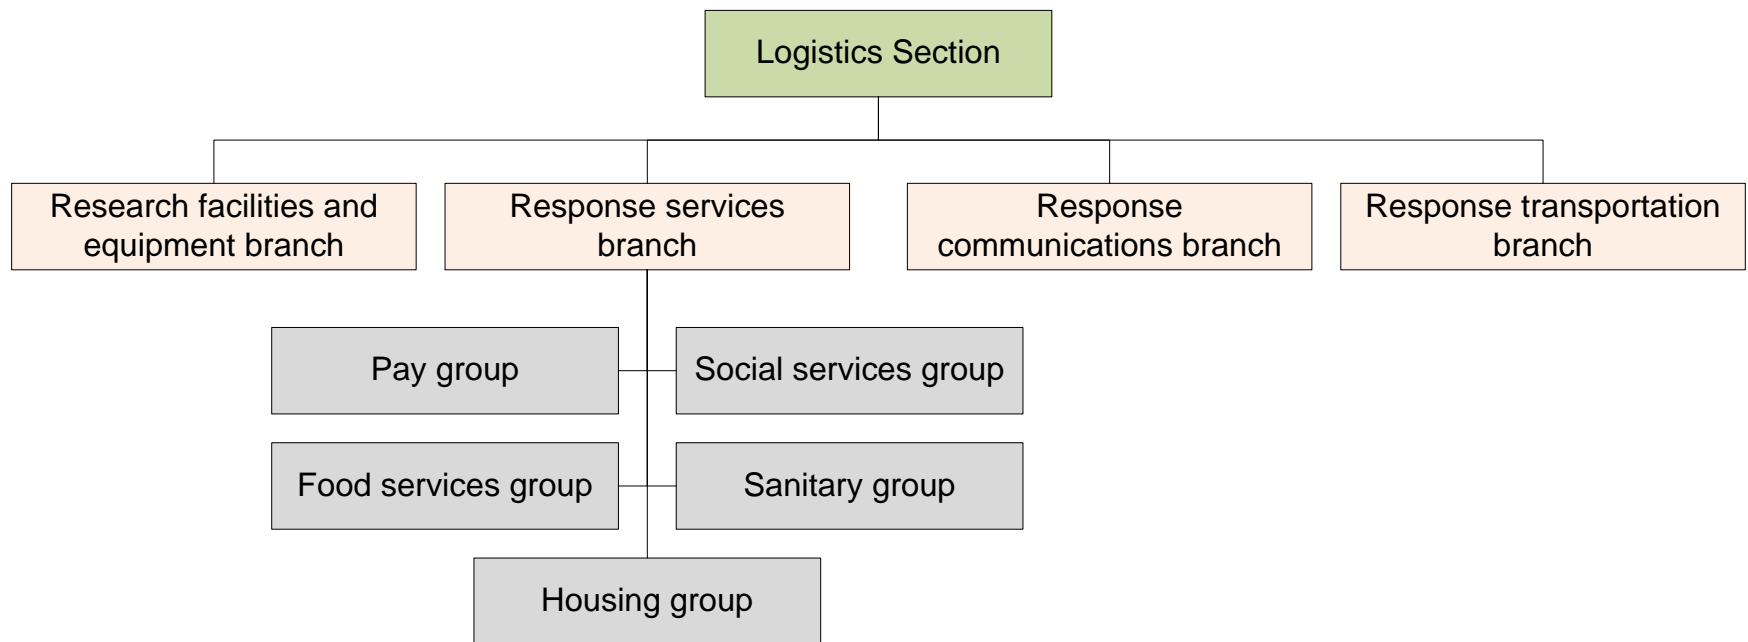 Logistics Section
Research facilities and
equipment branch
Response services
branch
Response
communications branch
Response transportation
branch
Pay group
Social services group
Food services group
Sanitary group
Housing group